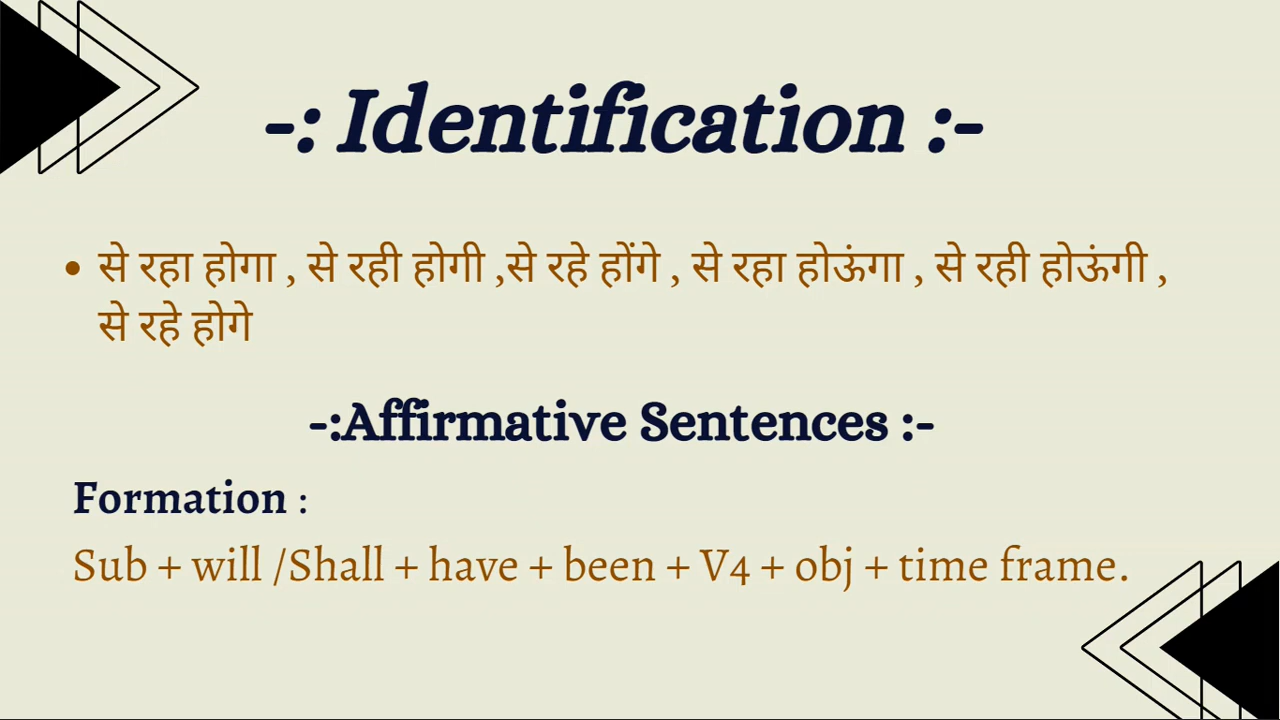 -: Identification :-
• से रहा होगा , से रही होगी ,से रहे होंगे , से रहा होऊंगा , से रही होऊंगी ,
से रहे होगे
-:Affirmative Sentences :-
Formation :
Sub + will /Shall + have + been + V4 + obj + time frame.